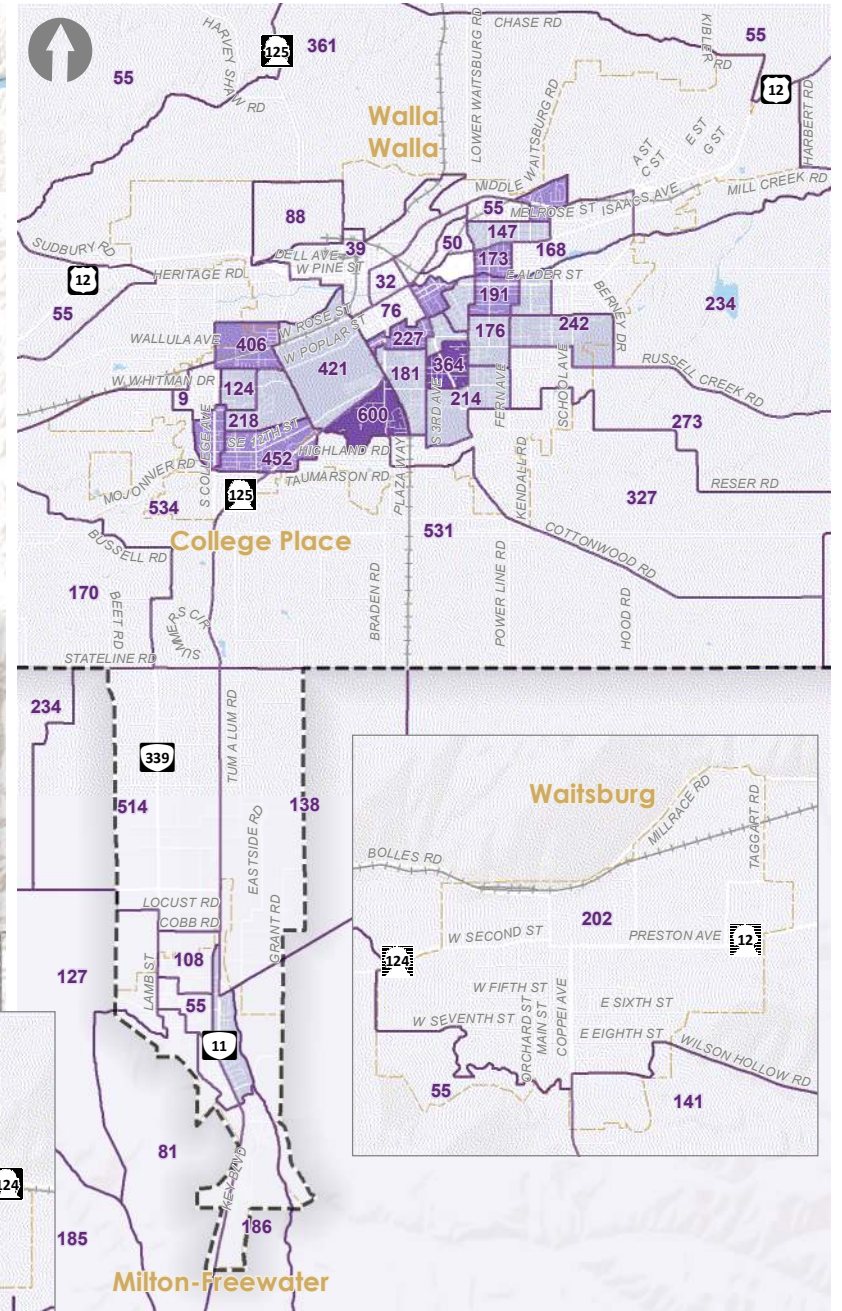 HARVEY SHAW RD
125
361
LOWER WAITSBURG RD
CHASE RD
KIBLER RD
55
55
12
HARBERT RD
Walla
Walla
MIDDLE WAITSBURG RD
A ST
C ST
E ST
G ST
MILL CREEK RD
ISAACS AVE
MELROSE ST
55
88
147
50
168
39
173
SUDBURY RD
DELL AVE
W PINE ST
12
HERITAGE RD
32
E ALDER ST
191
234
BERNEY DR
55
76
W ROSE ST
W POPLAR ST
WALLULA AVE
406
227
176
242
421
181
364
RUSSELL CREEK RD
W WHITMAN DR
124
9
218
600
214
S 3RD AVE
FERN AVE
SCHOOL AVE
273
S COLLEGE AVE
SE 12TH ST
452
HIGHLAND RD
TAUMARSON RD
PLAZA WAY
KENDALL RD
RESER RD
MOJONNIER RD
125
327
534
531
College Place
COTTONWOOD RD
BUSSELL RD
170
BEET RD
SUMMERS CIR
BRADEN RD
POWER LINE RD
HOOD RD
STATELINE RD
234
TUM A LUM RD
339
514
138
EASTSIDE RD
LOCUST RD
COBB RD
GRANT RD
108
127
LAMB ST
55
11
81
KEY BLVD
124
185
186
Milton-Freewater
Waitsburg
MILLRACE RD
TAGGART RD
BOLLES RD
202
W SECOND ST
PRESTON AVE
12
124
W FIFTH ST
E SIXTH ST
W SEVENTH ST
ORCHARD ST
MAIN ST
COPPEI AVE
E EIGHTH ST
WILSON HOLLOW RD
55
141